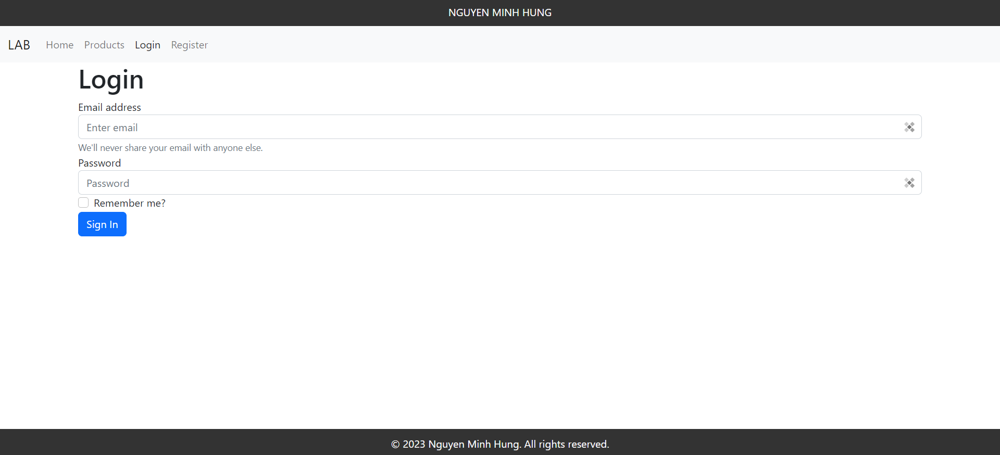 NGUYEN MINH HUNG
LAB Home Products Login Register
Login
Email address
Enter email
We'll never share your email with anyone else.
Password
Password
Remember me?
Sign In
© 2023 Nguyen Minh Hung. All rights reserved.